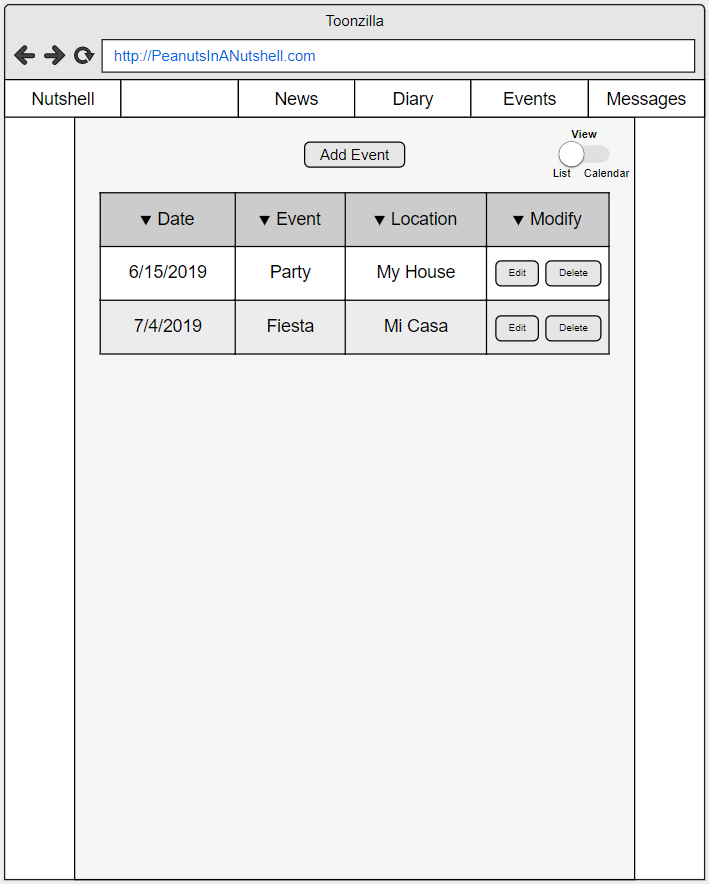 Toonzilla
http://PeanutsInANutshell.com
Nutshell News Diary Events Messages
View
Add Event
List Calendar
▼ Date ▼ Event ▼ Location ▼ Modify
6/15/2019 Party My House Edit Delete
7/4/2019 Fiesta Mi Casa Edit Delete